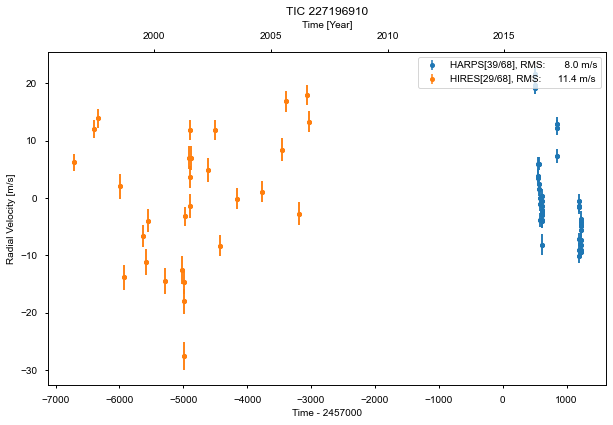 TIC 227196910
Time [Year]
2000 2005 2010 2015
HARPS[39/68], RMS: 8.0 m/s
HIRES[29/68], RMS: 11.4 m/s
Radial Velocity [m/s]
20
10
0
−10
−20
−30
−7000 −6000 −5000 −4000 −3000 −2000 −1000 0 1000
Time - 2457000